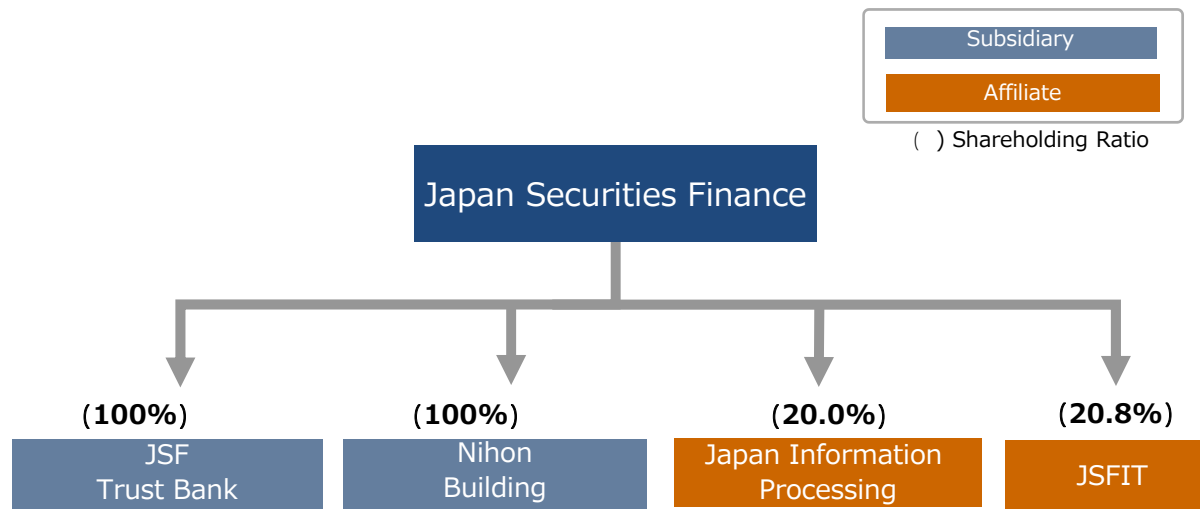 Subsidiary
Affiliate
( ) Shareholding Ratio
Japan Securities Finance
(100%)
(100%)
(20.0%)
(20.8%)
JSF
Trust Bank
Nihon
Building
Japan Information
Processing
JSFIT